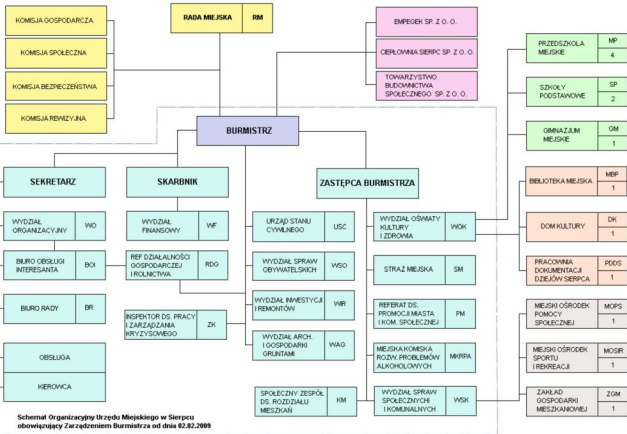 KOMISJA GOSPODARCZA
KOMISJA SPOŁECZNA
KOMISJA BEZPIECZEŃSTWA
KOMISJA REWIZYJNA
RADA MIEJSKA
RM
EMPEGEK SP. Z O. O.
CIEPŁOWNIA SIERPC SP. Z O. O.
TOWARZYSTWO
BUDOWNICTWA
SPOŁECZNEGO SP. Z O. O.
PRZEDSZKOLA
MIEJSKIE
MP
4
SZKOŁY
PODSTAWOWE
SP
2
GIMNAZJUM
MIEJSKIE
GM
1
BURMISTRZ
SEKRETARZ
SKARBNIK
ZASTĘPCA BURMISTRZA
BIBLIOTEKA MIEJSKA
MBP
1
DOM KULTURY
DK
1
PRACOWNIA
DOKUMENTACJI
DZIEJÓW SIERPCA
PDDS
1
WYDZIAŁ
ORGANIZACYJNY
WO
BIURO OBSŁUGI
INTERESANTA
BOI
BIURO RADY
BR
OBSŁUGA
KIEROWCA
WYDZIAŁ
FINANSOWY
WF
REF DZIAŁALNOŚCI
GOSPODARCZEJ
I ROLNICTWA
RDG
INSPEKTOR DS. PRACY
I ZARZĄDZANIA
KRYZYSOWEGO
ZK
URZĄD STANU
CYWILNEGO
USC
WYDZIAŁ SPRAW
OBYWATELSKICH
WSO
WYDZIAŁ INWESTYCJI
I REMONTÓW
WIR
WYDZIAŁ ARCH.
I GOSPODARKI
GRUNTAMI
WAG
SPOŁECZNY ZESPÓŁ
DS. ROZDZIAŁU
MIESZKAŃ
KM
WYDZIAŁ OŚWIATY
KULTURY
I ZDROWIA
WOK
STRAŻ MIEJSKA
SM
REFERAT DS.
PROMOCJI MIASTA
I KOM. SPOŁECZNEJ
PM
MIEJSKA KOMISKA
ROZW. PROBLEMÓW
ALKOHOLOWYCH
MKRPA
WYDZIAŁ SPRAW
SPOŁECZNYCH
I KOMUNALNYCH
WSK
MIEJSKI OŚRODEK
POMOCY
SPOŁECZNEJ
MOPS
1
MIEJSKI OŚRODEK
SPORTU
I REKREACJI
MOSIR
1
ZAKŁAD
GOSPODARKI
MIESZKANIOWEJ
ZGM
1
Schemat Organizacyjny Urzędu Miejskiego w Sierpcu
obowiązujący Zarządzeniem Burmistrza od dnia 02.02.2009